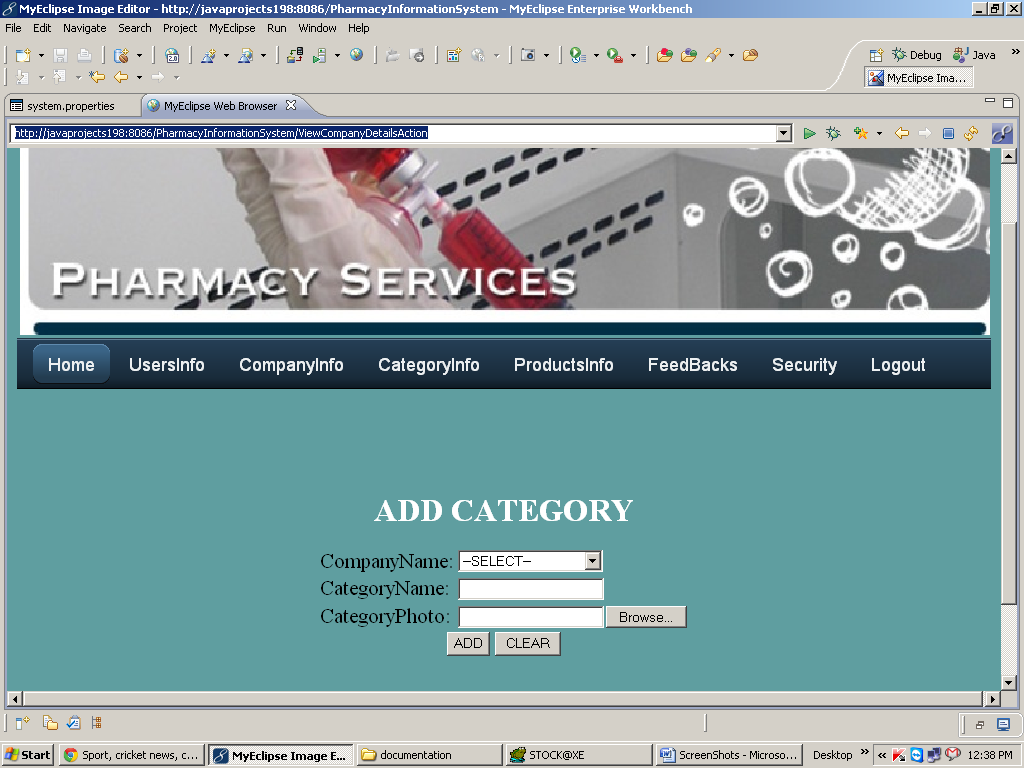 MyEclipse Image Editor - http://javaprojects198:8086/PharmacyInformationSystem - MyEclipse Enterprise Workbench
File Edit Navigate Search Project MyEclipse Run Window Help
2.0
Debug Java »
MyEclipse Ima...
system.properties MyEclipse Web Browser
http://javaprojects198:8086/PharmacyInformationSystem/ViewCompanyDetailsAction
PHARMACY SERVICES
Home UsersInfo CompanyInfo CategoryInfo ProductsInfo FeedBacks Security Logout
ADD CATEGORY
CompanyName: --SELECT--
CategoryName:
CategoryPhoto: Browse...
ADD CLEAR
Start Sport, cricket news, c... MyEclipse Image E... documentation STOCK@XE ScreenShots - Microso... Desktop » « 12:38 PM